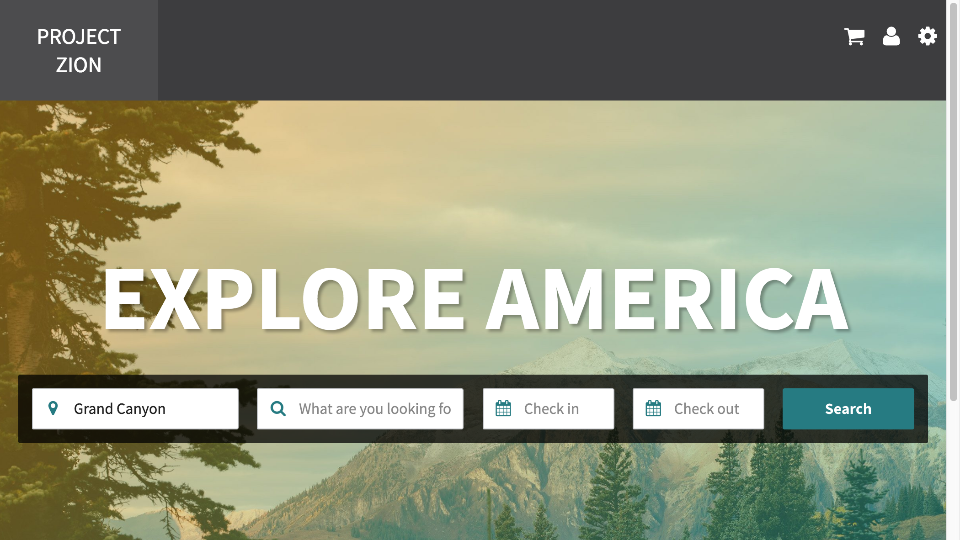 PROJECT
ZION
EXPLORE AMERICA
Grand Canyon
What are you looking fo
Check in
Check out
Search